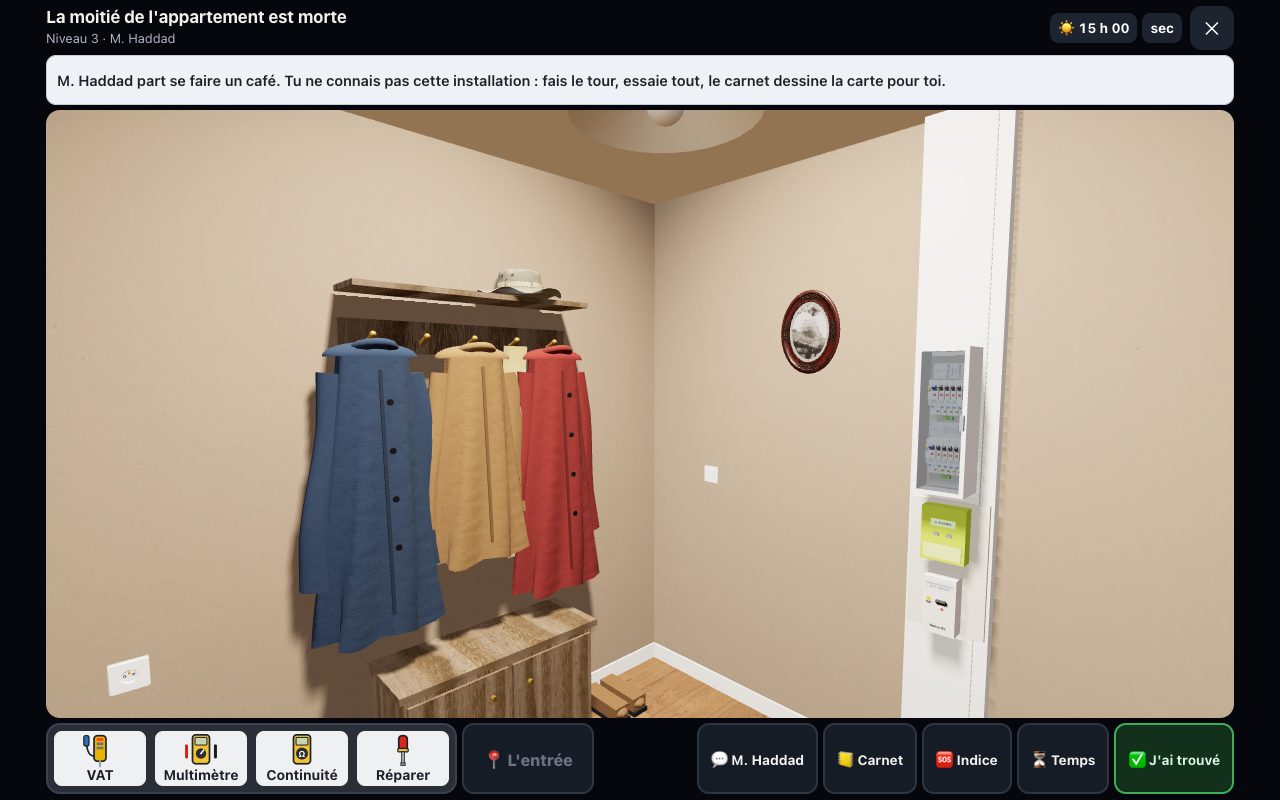 La moitié de l'appartement est morte
Niveau 3 · M. Haddad
15 h 00
sec
M. Haddad part se faire un café. Tu ne connais pas cette installation : fais le tour, essaie tout, le carnet dessine la carte pour toi.
VAT
Multimètre
Continuité
Réparer
L'entrée
M. Haddad
SOS
Carnet
Indice
Temps
J'ai trouvé